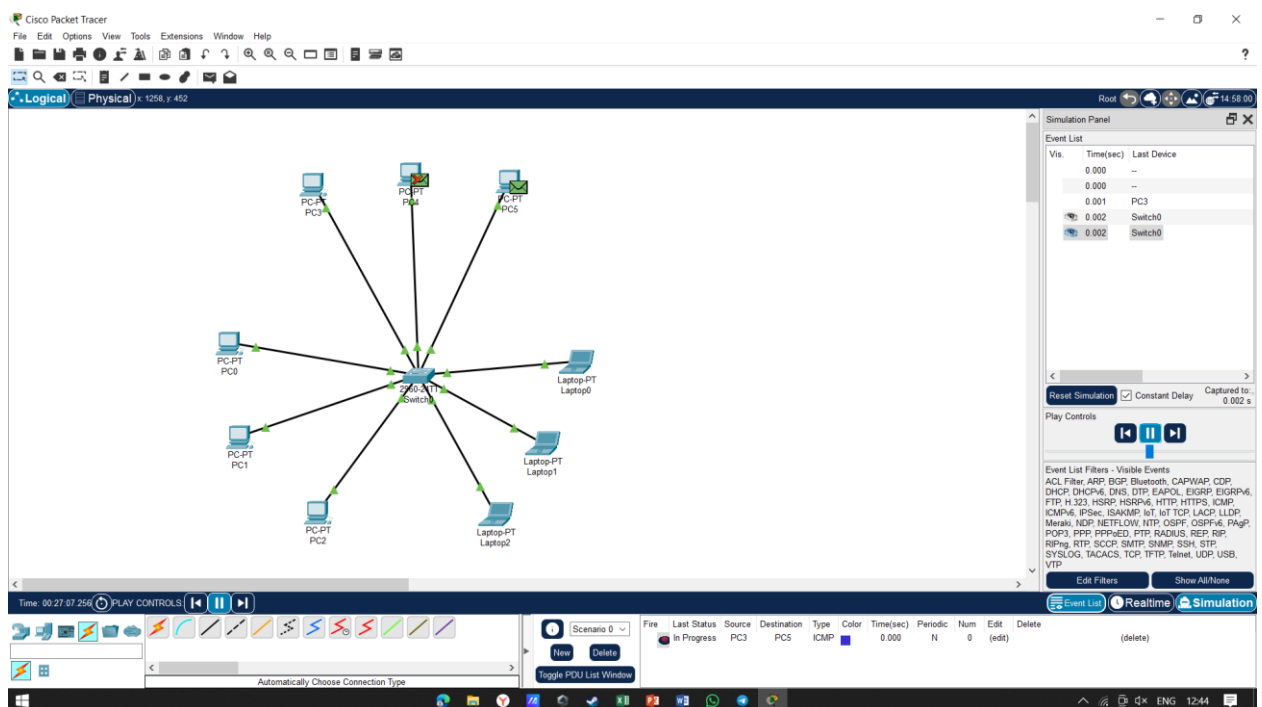 Cisco Packet Tracer
File Edit Options View Tools Extensions Window Help
?
Logical Physical x: 1258, y: 452
Root 14:58:00
Simulation Panel
Event List
Vis. Time(sec) Last Device
0.000 --
0.000 --
0.001 PC3
0.002 Switch0
0.002 Switch0
PC-PT
PC3
PC-PT
PC4
PC-PT
PC5
PC-PT
PC0
2960-24TT
Switch0
Laptop-PT
Laptop0
PC-PT
PC1
Laptop-PT
Laptop1
PC-PT
PC2
Laptop-PT
Laptop2
Reset Simulation Constant Delay Captured to:
0.002 s
Play Controls
Event List Filters - Visible Events
ACL Filter, ARP, BGP, Bluetooth, CAPWAP, CDP,
DHCP, DHCPv6, DNS, DTP, EAPOL, EIGRP, EIGRPv6,
FTP, H.323, HSRP, HSRPv6, HTTP, HTTPS, ICMP,
ICMPv6, IPSec, ISAKMP, IoT, IoT TCP, LACP, LLDP,
Meraki, NDP, NETFLOW, NTP, OSPF, OSPFv6, PAgP,
POP3, PPP, PPPoED, PTP, RADIUS, REP, RIP,
RIPng, RTP, SCCP, SMTP, SNMP, SSH, STP,
SYSLOG, TACACS, TCP, TFTP, Telnet, UDP, USB,
VTP
Edit Filters Show All/None
Time: 00:27:07.256 PLAY CONTROLS:
Event List Realtime Simulation
Scenario 0
New Delete
Toggle PDU List Window
Fire Last Status Source Destination Type Color Time(sec) Periodic Num Edit Delete
In Progress PC3 PC5 ICMP 0.000 N 0 (edit) (delete)
Automatically Choose Connection Type
ENG 12:44